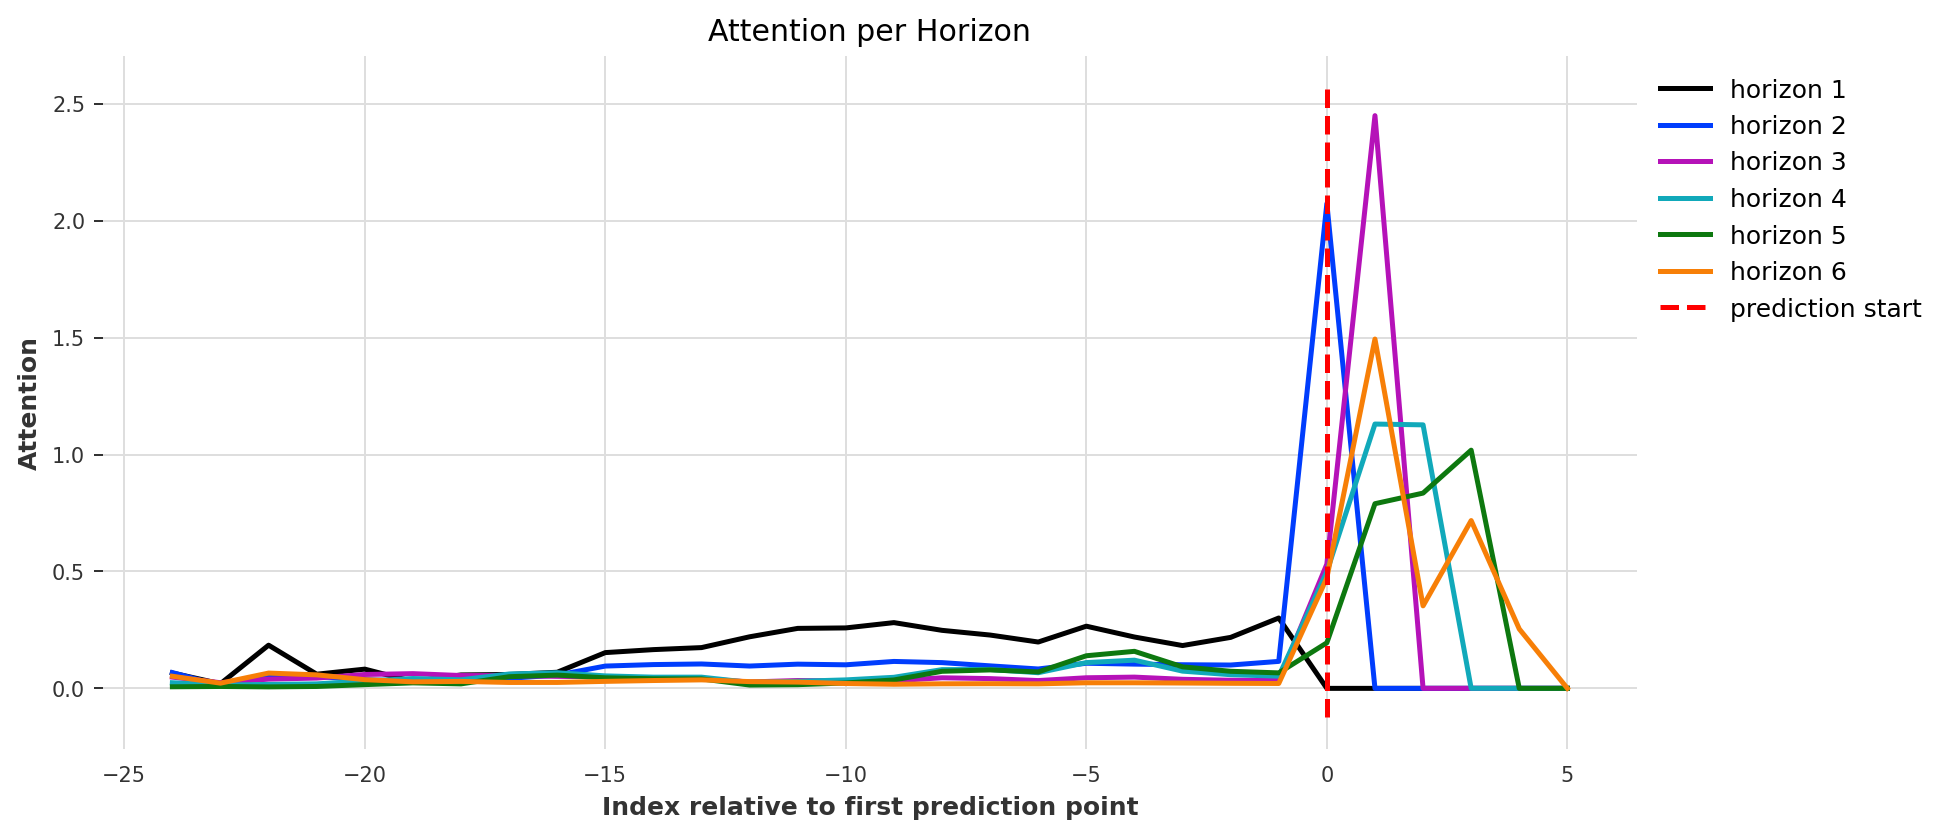 Attention per Horizon
2.5
2.0
1.5
1.0
0.5
0.0
Attention
−25
−20
−15
−10
−5
0
5
Index relative to first prediction point
horizon 1
horizon 2
horizon 3
horizon 4
horizon 5
horizon 6
prediction start